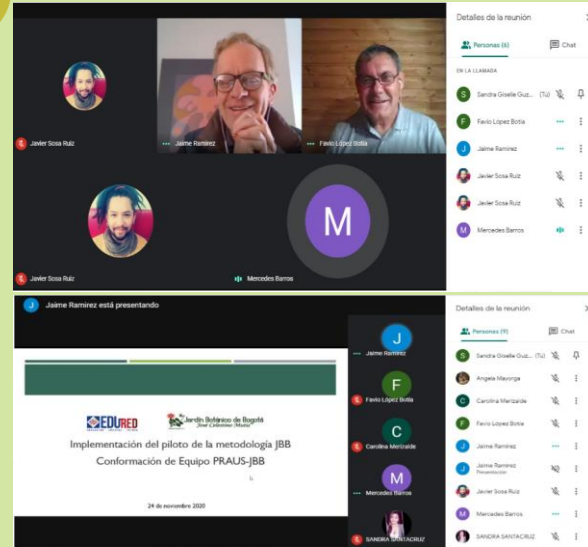 Detalles de la reunión
Personas (6)
Chat
EN LA LLAMADA
S
Sandra Giselle Guz... (Tú)
F
Favio López Botia
J
Jaime Ramirez
Javier Sosa Ruiz
Javier Sosa Ruiz
M
Mercedes Barros
Javier Sosa Ruiz
Jaime Ramirez
Favio López Botia
M
Javier Sosa Ruiz
Mercedes Barros
J
Jaime Ramirez está presentando
EDURED
Jardín Botánico de Bogotá
José Celestino Mutis
Implementación del piloto de la metodología JBB
Conformación de Equipo PRAUS-JBB
24 de noviembre 2020
J
Jaime Ramirez
F
Favio López Botia
C
Carolina Merizalde
M
Mercedes Barros
SANDRA SANTACRUZ
Detalles de la reunión
Personas (9)
Chat
S
Sandra Giselle Guz... (Tú)
Angela Mayorga
C
Carolina Merizalde
F
Favio López Botia
J
Jaime Ramirez
J
Jaime Ramirez
Presentación
Javier Sosa Ruiz
M
Mercedes Barros
SANDRA SANTACRUZ